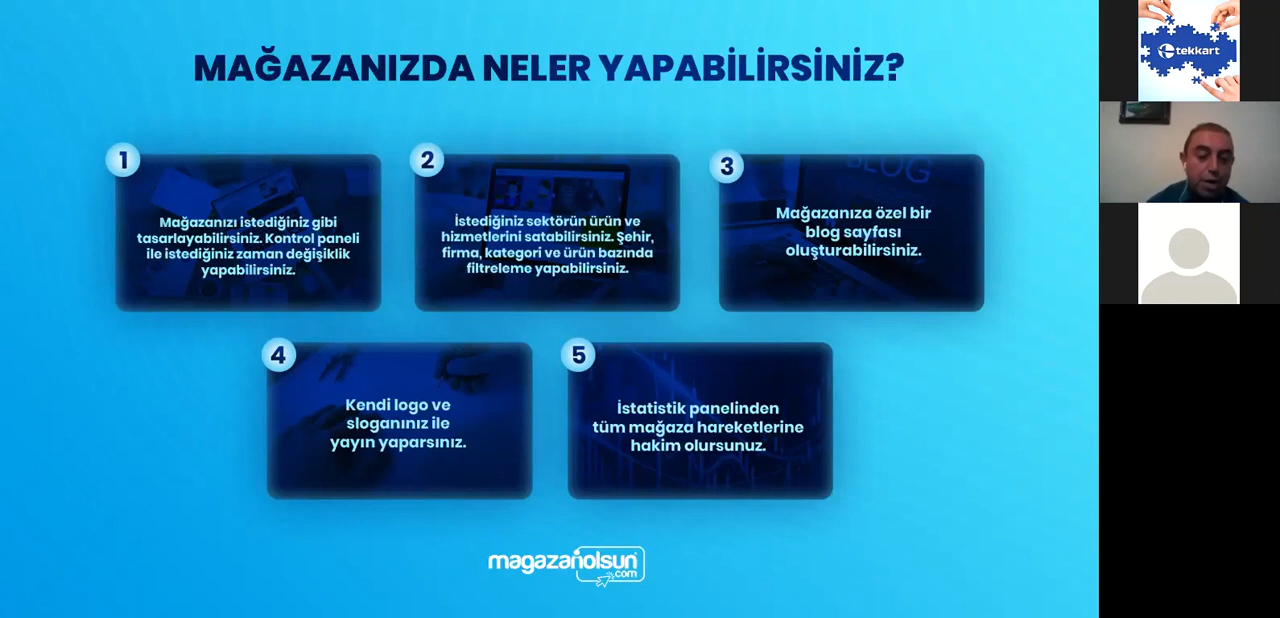 MAĞAZANIZDA NELER YAPABİLİRSİNİZ?
1
Mağazanızı istediğiniz gibi
tasarlayabilirsiniz. Kontrol paneli
ile istediğiniz zaman değişiklik
yapabilirsiniz.
2
İstediğiniz sektörün ürün ve
hizmetlerini satabilirsiniz. Şehir,
firma, kategori ve ürün bazında
filtreleme yapabilirsiniz.
3
BLOG
Mağazanıza özel bir
blog sayfası
oluşturabilirsiniz.
4
Kendi logo ve
sloganınız ile
yayın yaparsınız.
5
İstatistik panelinden
tüm mağaza hareketlerine
hakim olursunuz.
magazanolsun
.com
tekkart